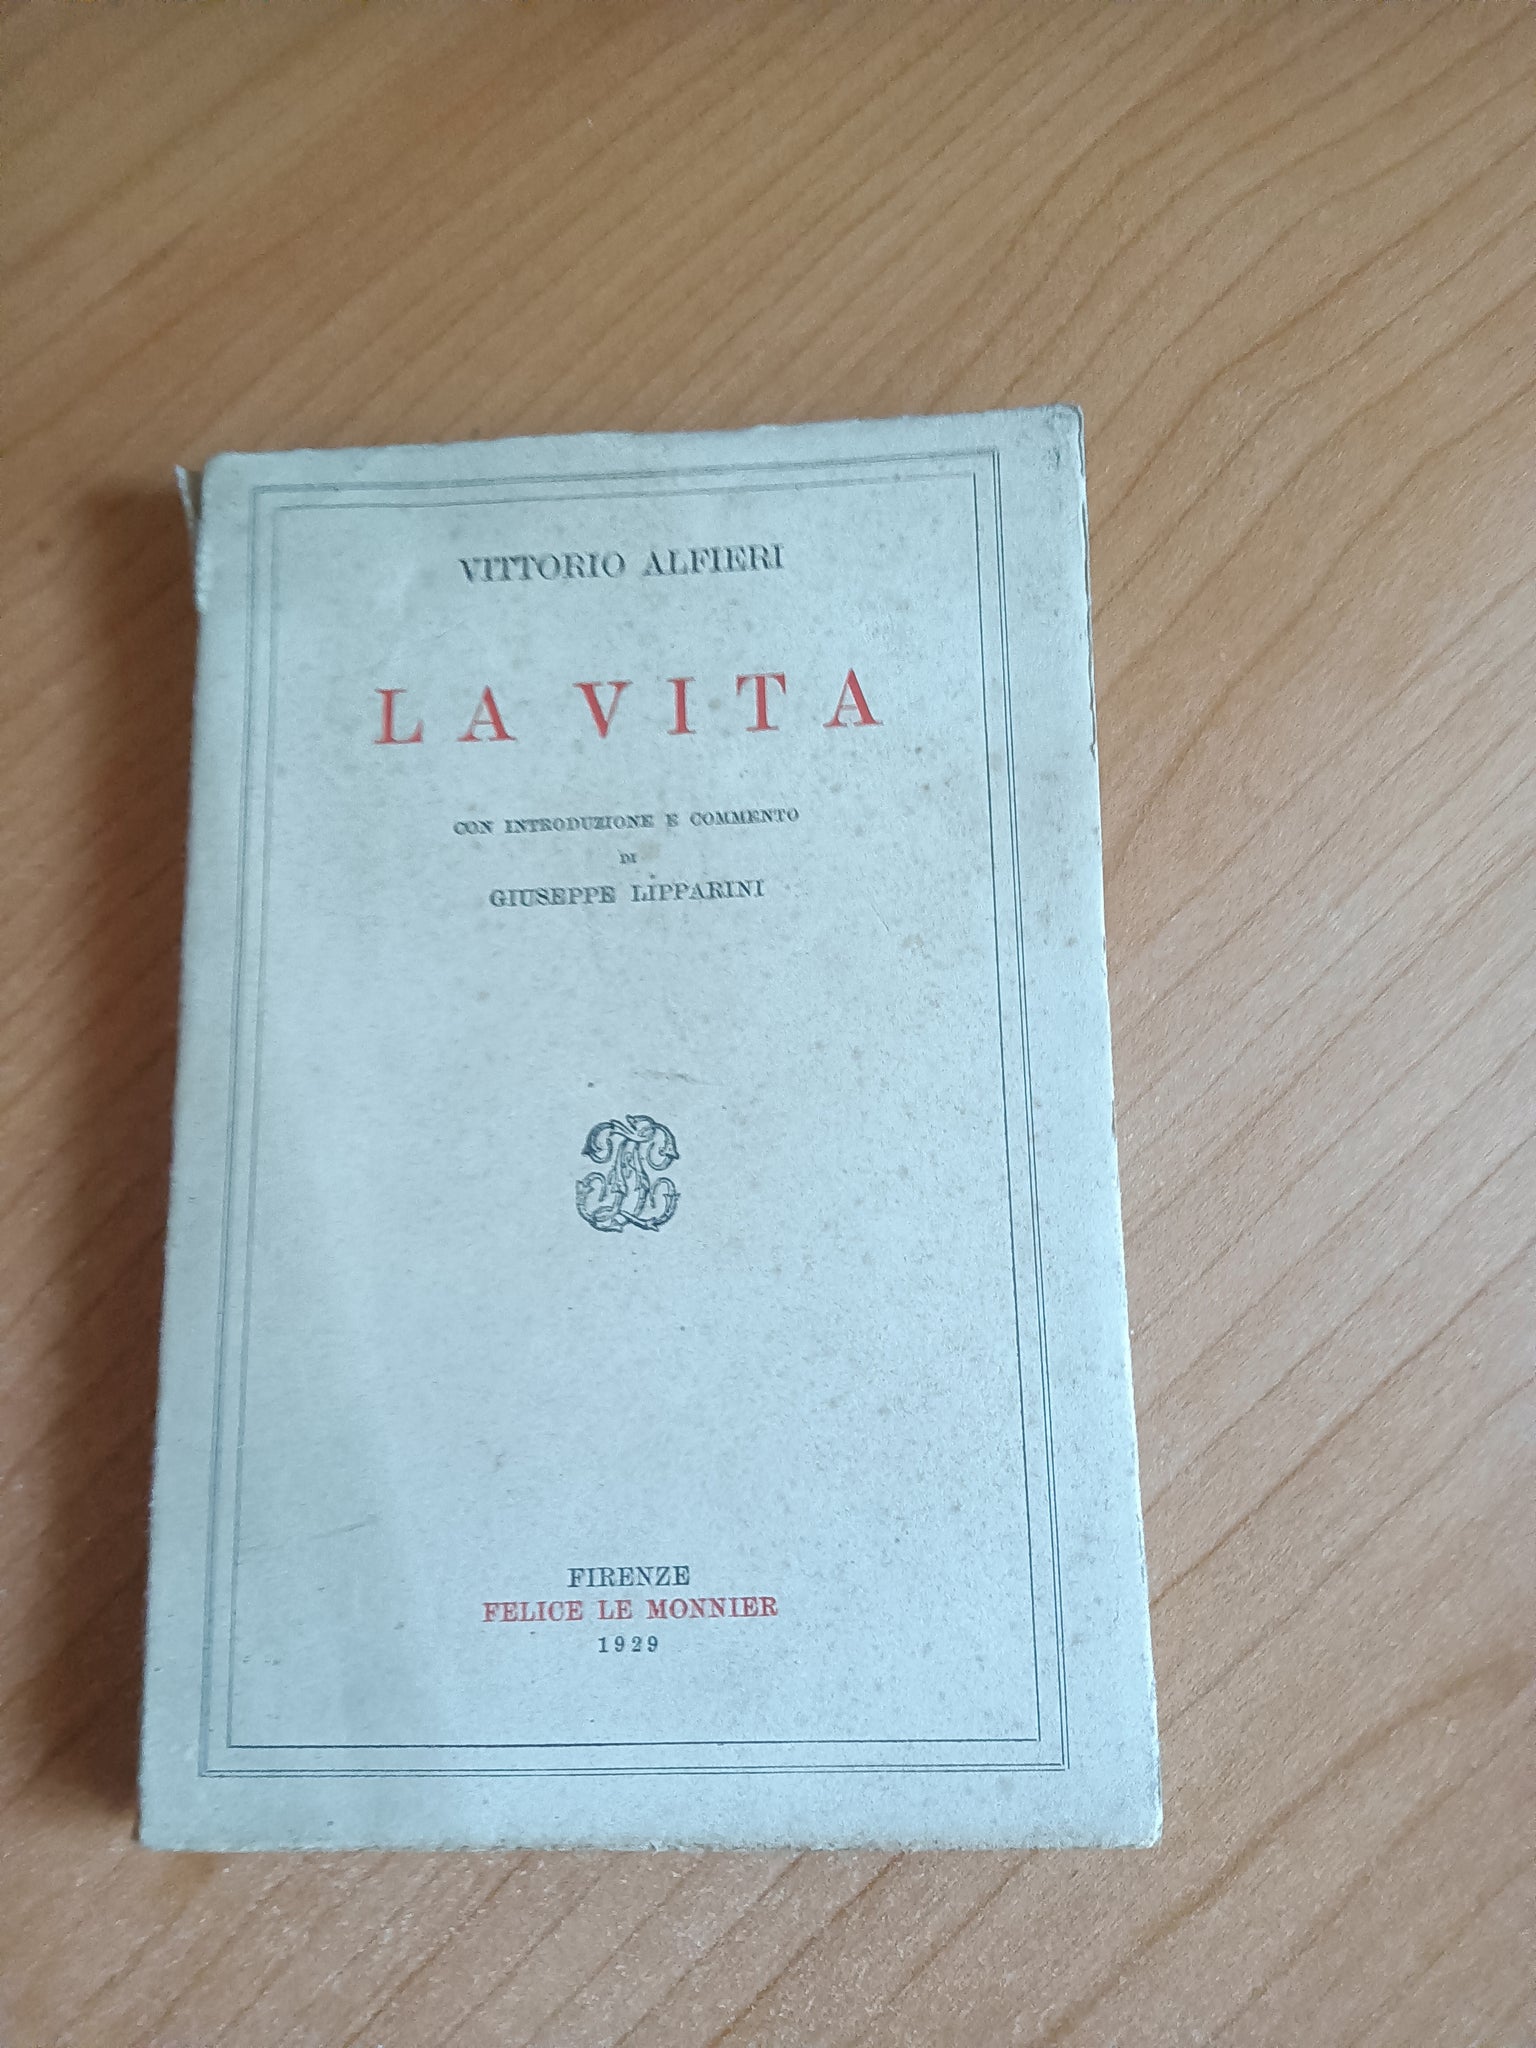 VITTORIO ALFIERI
LA VITA
CON INTRODUZIONE E COMMENTO
DI
GIUSEPPE LIPPARINI
FIRENZE
FELICE LE MONNIER
1929